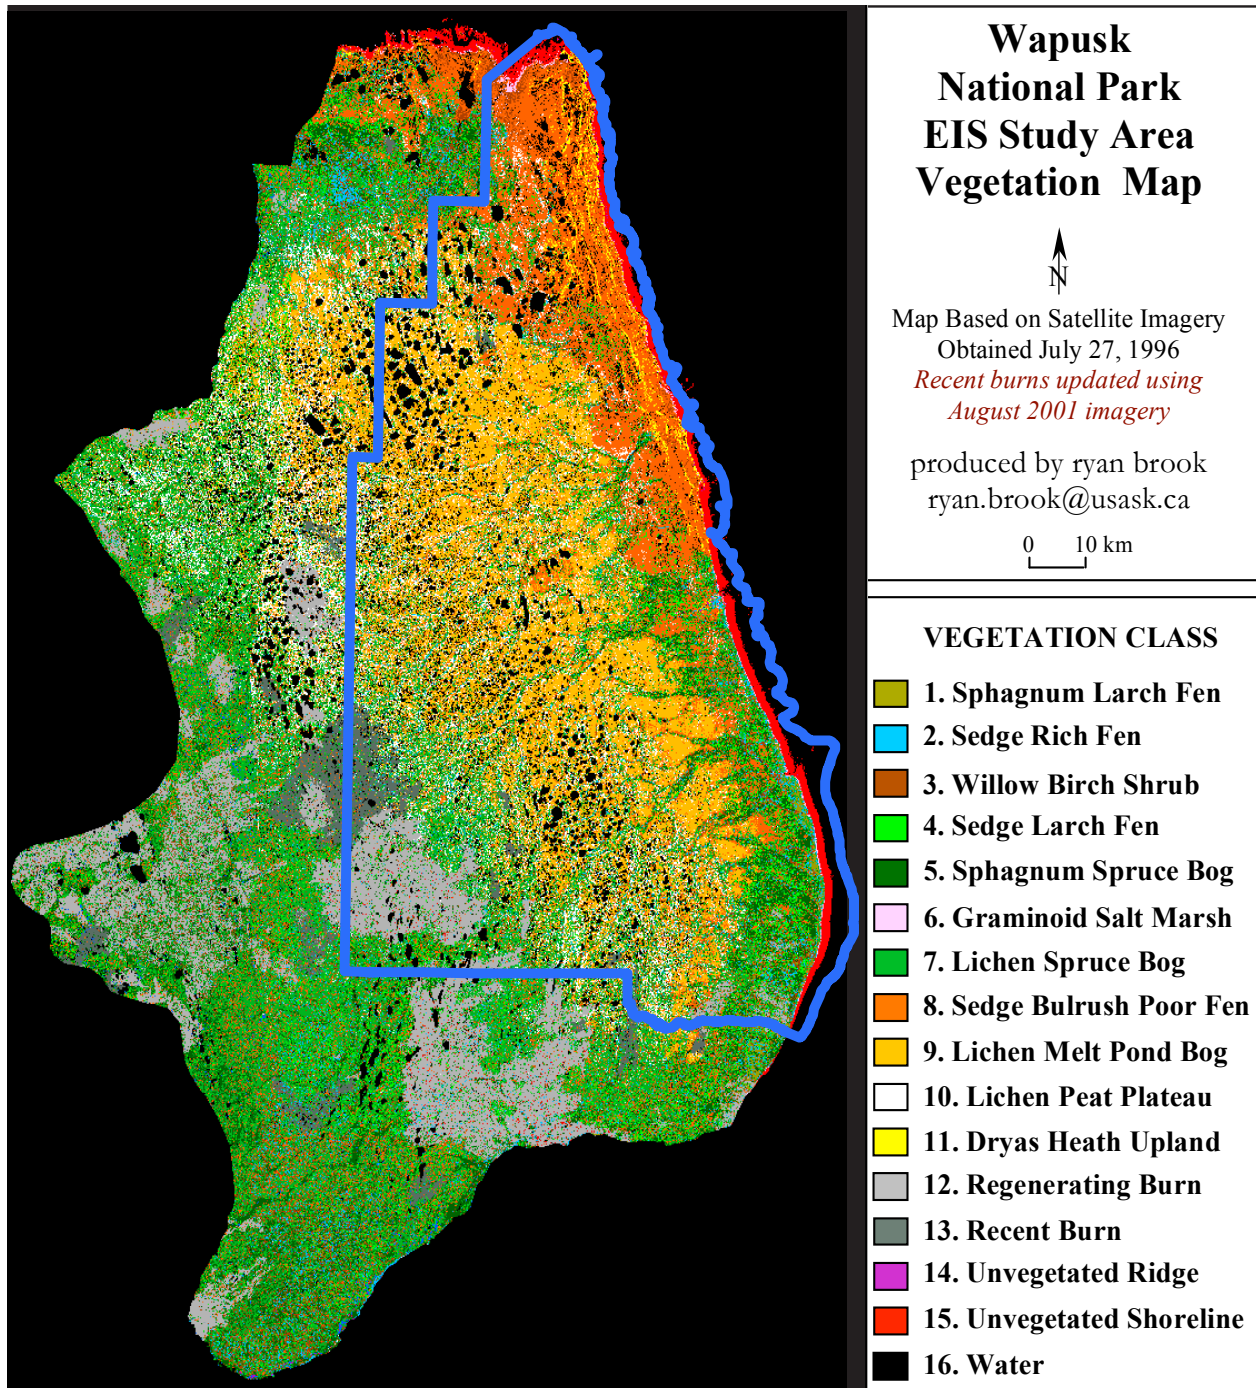 Wapusk
National Park
EIS Study Area
Vegetation Map
N
Map Based on Satellite Imagery
Obtained July 27, 1996
Recent burns updated using
August 2001 imagery
produced by ryan brook
ryan.brook@usask.ca
0 10 km
VEGETATION CLASS
1. Sphagnum Larch Fen
2. Sedge Rich Fen
3. Willow Birch Shrub
4. Sedge Larch Fen
5. Sphagnum Spruce Bog
6. Graminoid Salt Marsh
7. Lichen Spruce Bog
8. Sedge Bulrush Poor Fen
9. Lichen Melt Pond Bog
10. Lichen Peat Plateau
11. Dryas Heath Upland
12. Regenerating Burn
13. Recent Burn
14. Unvegetated Ridge
15. Unvegetated Shoreline
16. Water